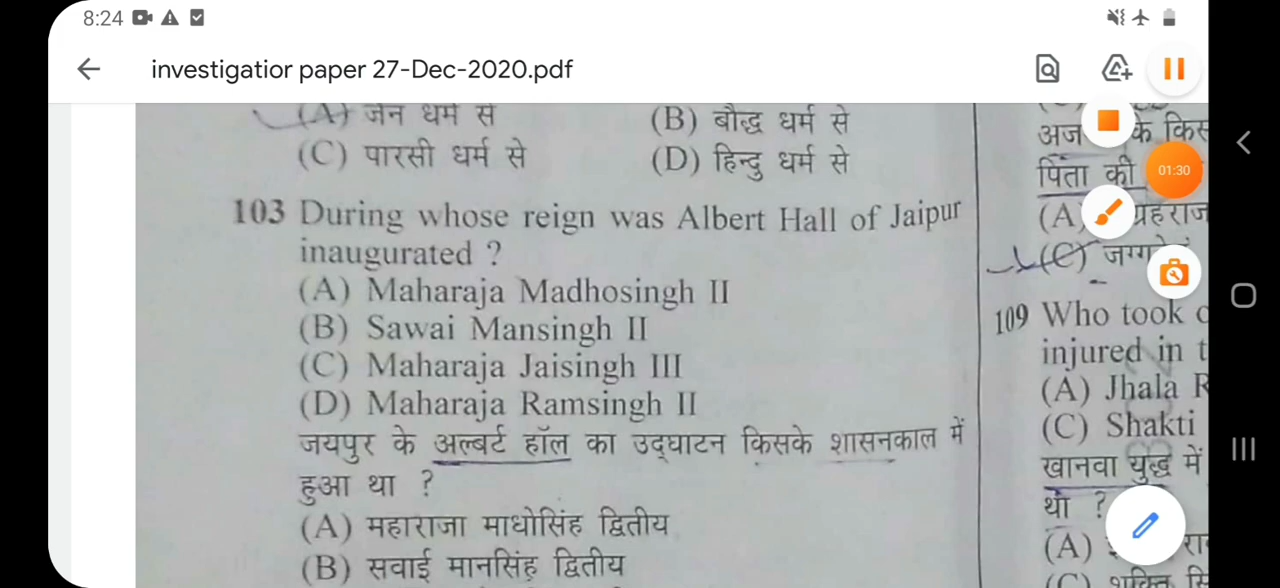 8:24
investigatior paper 27-Dec-2020.pdf
(A) जैन धर्म से
(B) बौद्ध धर्म से
(C) पारसी धर्म से
(D) हिन्दु धर्म से
103 During whose reign was Albert Hall of Jaipur
inaugurated ?
(A) Maharaja Madhosingh II
(B) Sawai Mansingh II
(C) Maharaja Jaisingh III
(D) Maharaja Ramsingh II
जयपुर के अल्बर्ट हॉल का उद्घाटन किसके शासनकाल में
हुआ था ?
(A) महाराजा माधोसिंह द्वितीय
(B) सवाई मानसिंह द्वितीय
के
पिता की
(A)
(C)
109 Who took
injured in
(A) Jhala
(C) Shakti
खानवा युद्ध में
था ?
(A)
(C)
01:30